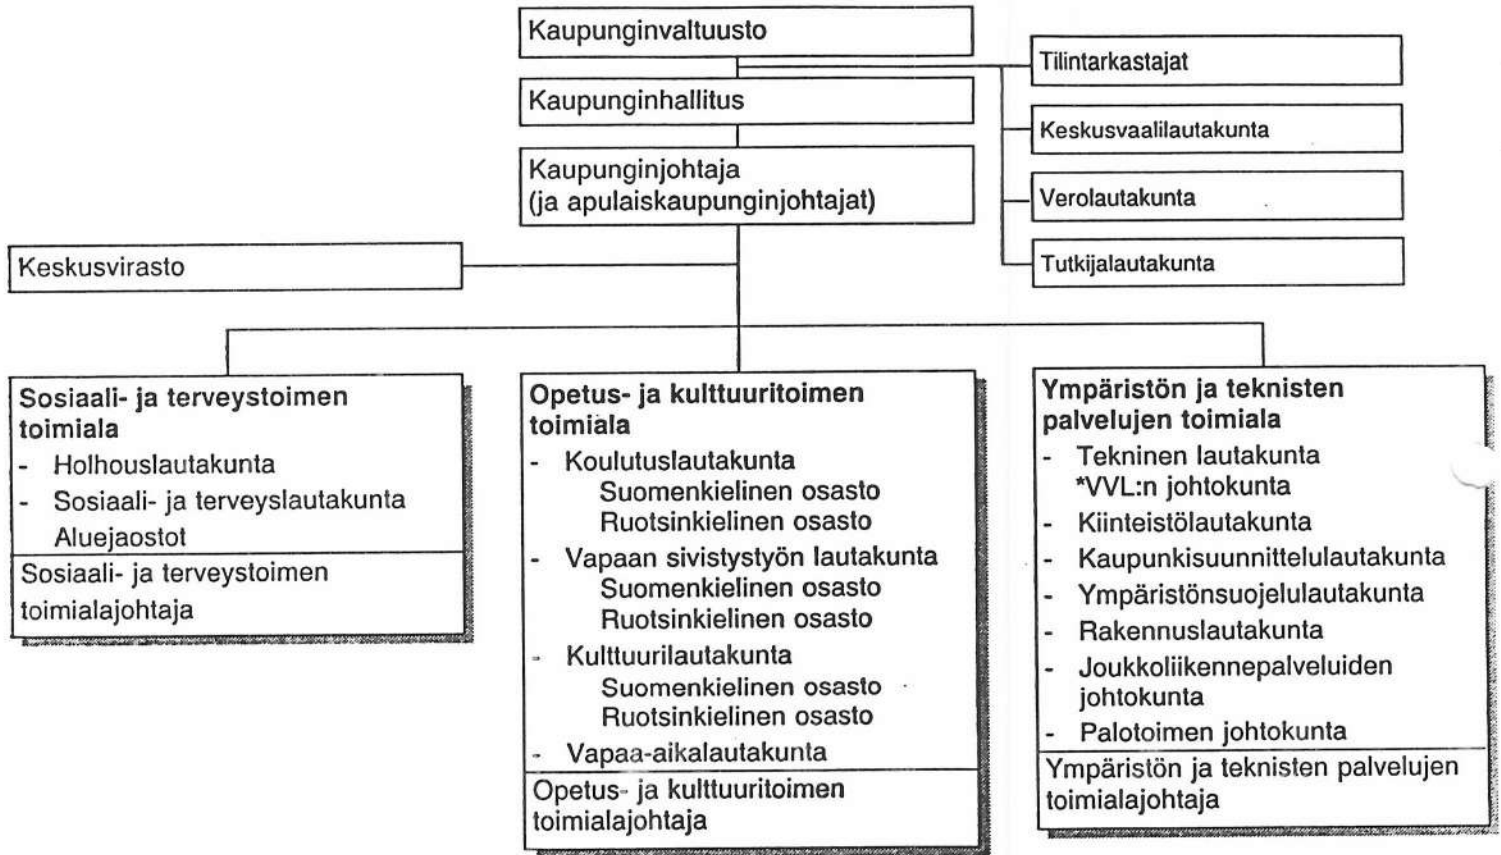 Kaupunginvaltuusto
Kaupunginhallitus
Kaupunginjohtaja
(ja apulaiskaupunginjohtajat)
Tilintarkastajat
Keskusvaalilautakunta
Verolautakunta
Tutkijalautakunta
Keskusvirasto
Sosiaali- ja terveystoimen
toimiala
- Holhouslautakunta
- Sosiaali- ja terveyslautakunta
Aluejaostot
Sosiaali- ja terveystoimen
toimialajohtaja
Opetus- ja kulttuuritoimen
toimiala
- Koulutuslautakunta
Suomenkielinen osasto
Ruotsinkielinen osasto
- Vapaan sivistystyön lautakunta
Suomenkielinen osasto
Ruotsinkielinen osasto
- Kulttuurilautakunta
Suomenkielinen osasto
Ruotsinkielinen osasto
- Vapaa-aikalautakunta
Opetus- ja kulttuuritoimen
toimialajohtaja
Ympäristön ja teknisten
palvelujen toimiala
- Tekninen lautakunta
*VVL:n johtokunta
- Kiinteistölautakunta
- Kaupunkisuunnittelulautakunta
- Ympäristönsuojelulautakunta
- Rakennuslautakunta
- Joukkoliikennepalveluiden
johtokunta
- Palotoimen johtokunta
Ympäristön ja teknisten palvelujen
toimialajohtaja